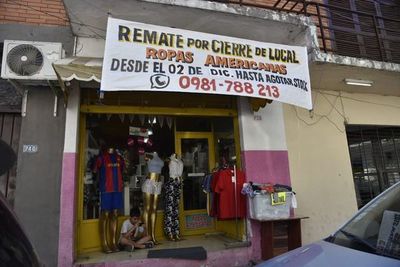 REMATE POR CIERRE DE LOCAL
ROPAS AMERICANAS
DESDE EL 02 DE DIC. HASTA AGOTAR STOCK
0981-788 213